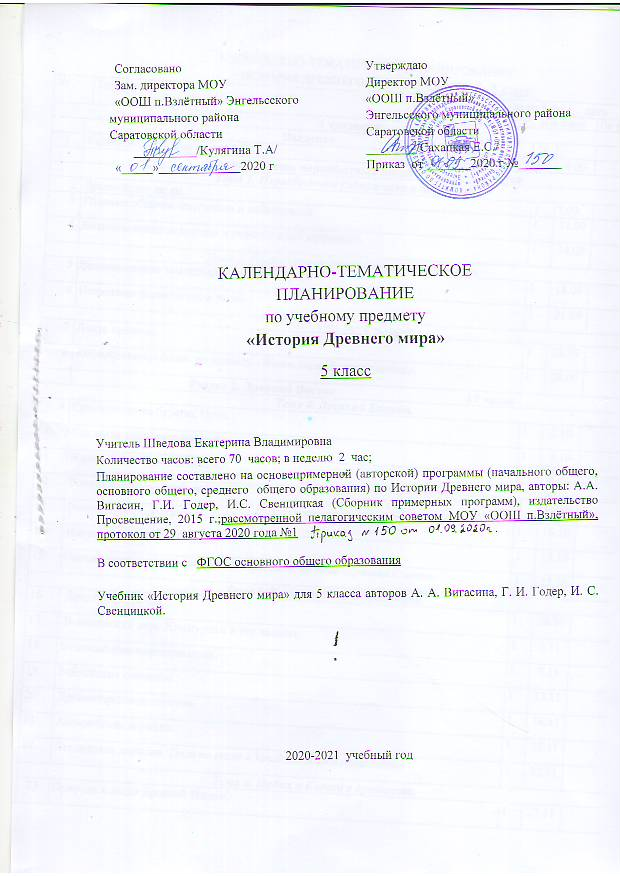 Согласовано
Зам. директора МОУ
«ООШ п.Взлётный» Энгельсского
муниципального района
Саратовской области
/Кулягина Т.А/
« 01 » сентября 2020 г
Утверждаю
Директор МОУ
«ООШ п.Взлётный»
Энгельсского муниципального района
Саратовской области
/Сахацкая Е.С./
Приказ от 01.09 2020.г № 150
КАЛЕНДАРНО-ТЕМАТИЧЕСКОЕ
ПЛАНИРОВАНИЕ
по учебному предмету
«История Древнего мира»
5 класс
Учитель Шведова Екатерина Владимировна
Количество часов: всего 70 часов; в неделю 2 час;
Планирование составлено на основепримерной (авторской) программы (начального общего,
основного общего, среднего общего образования) по Истории Древнего мира, авторы: А.А.
Вигасин, Г.И. Годер, И.С. Свенцицкая (Сборник примерных программ), издательство
Просвещение, 2015 г.;рассмотренной педагогическим советом МОУ «ООШ п.Взлётный»,
протокол от 29 августа 2020 года №1 Приказ №150 от 01.09.2020г.
В соответствии с ФГОС основного общего образования
Учебник «История Древнего мира» для 5 класса авторов А. А. Вигасина, Г. И. Годер, И. С.
Свенцицкой.
2020-2021 учебный год